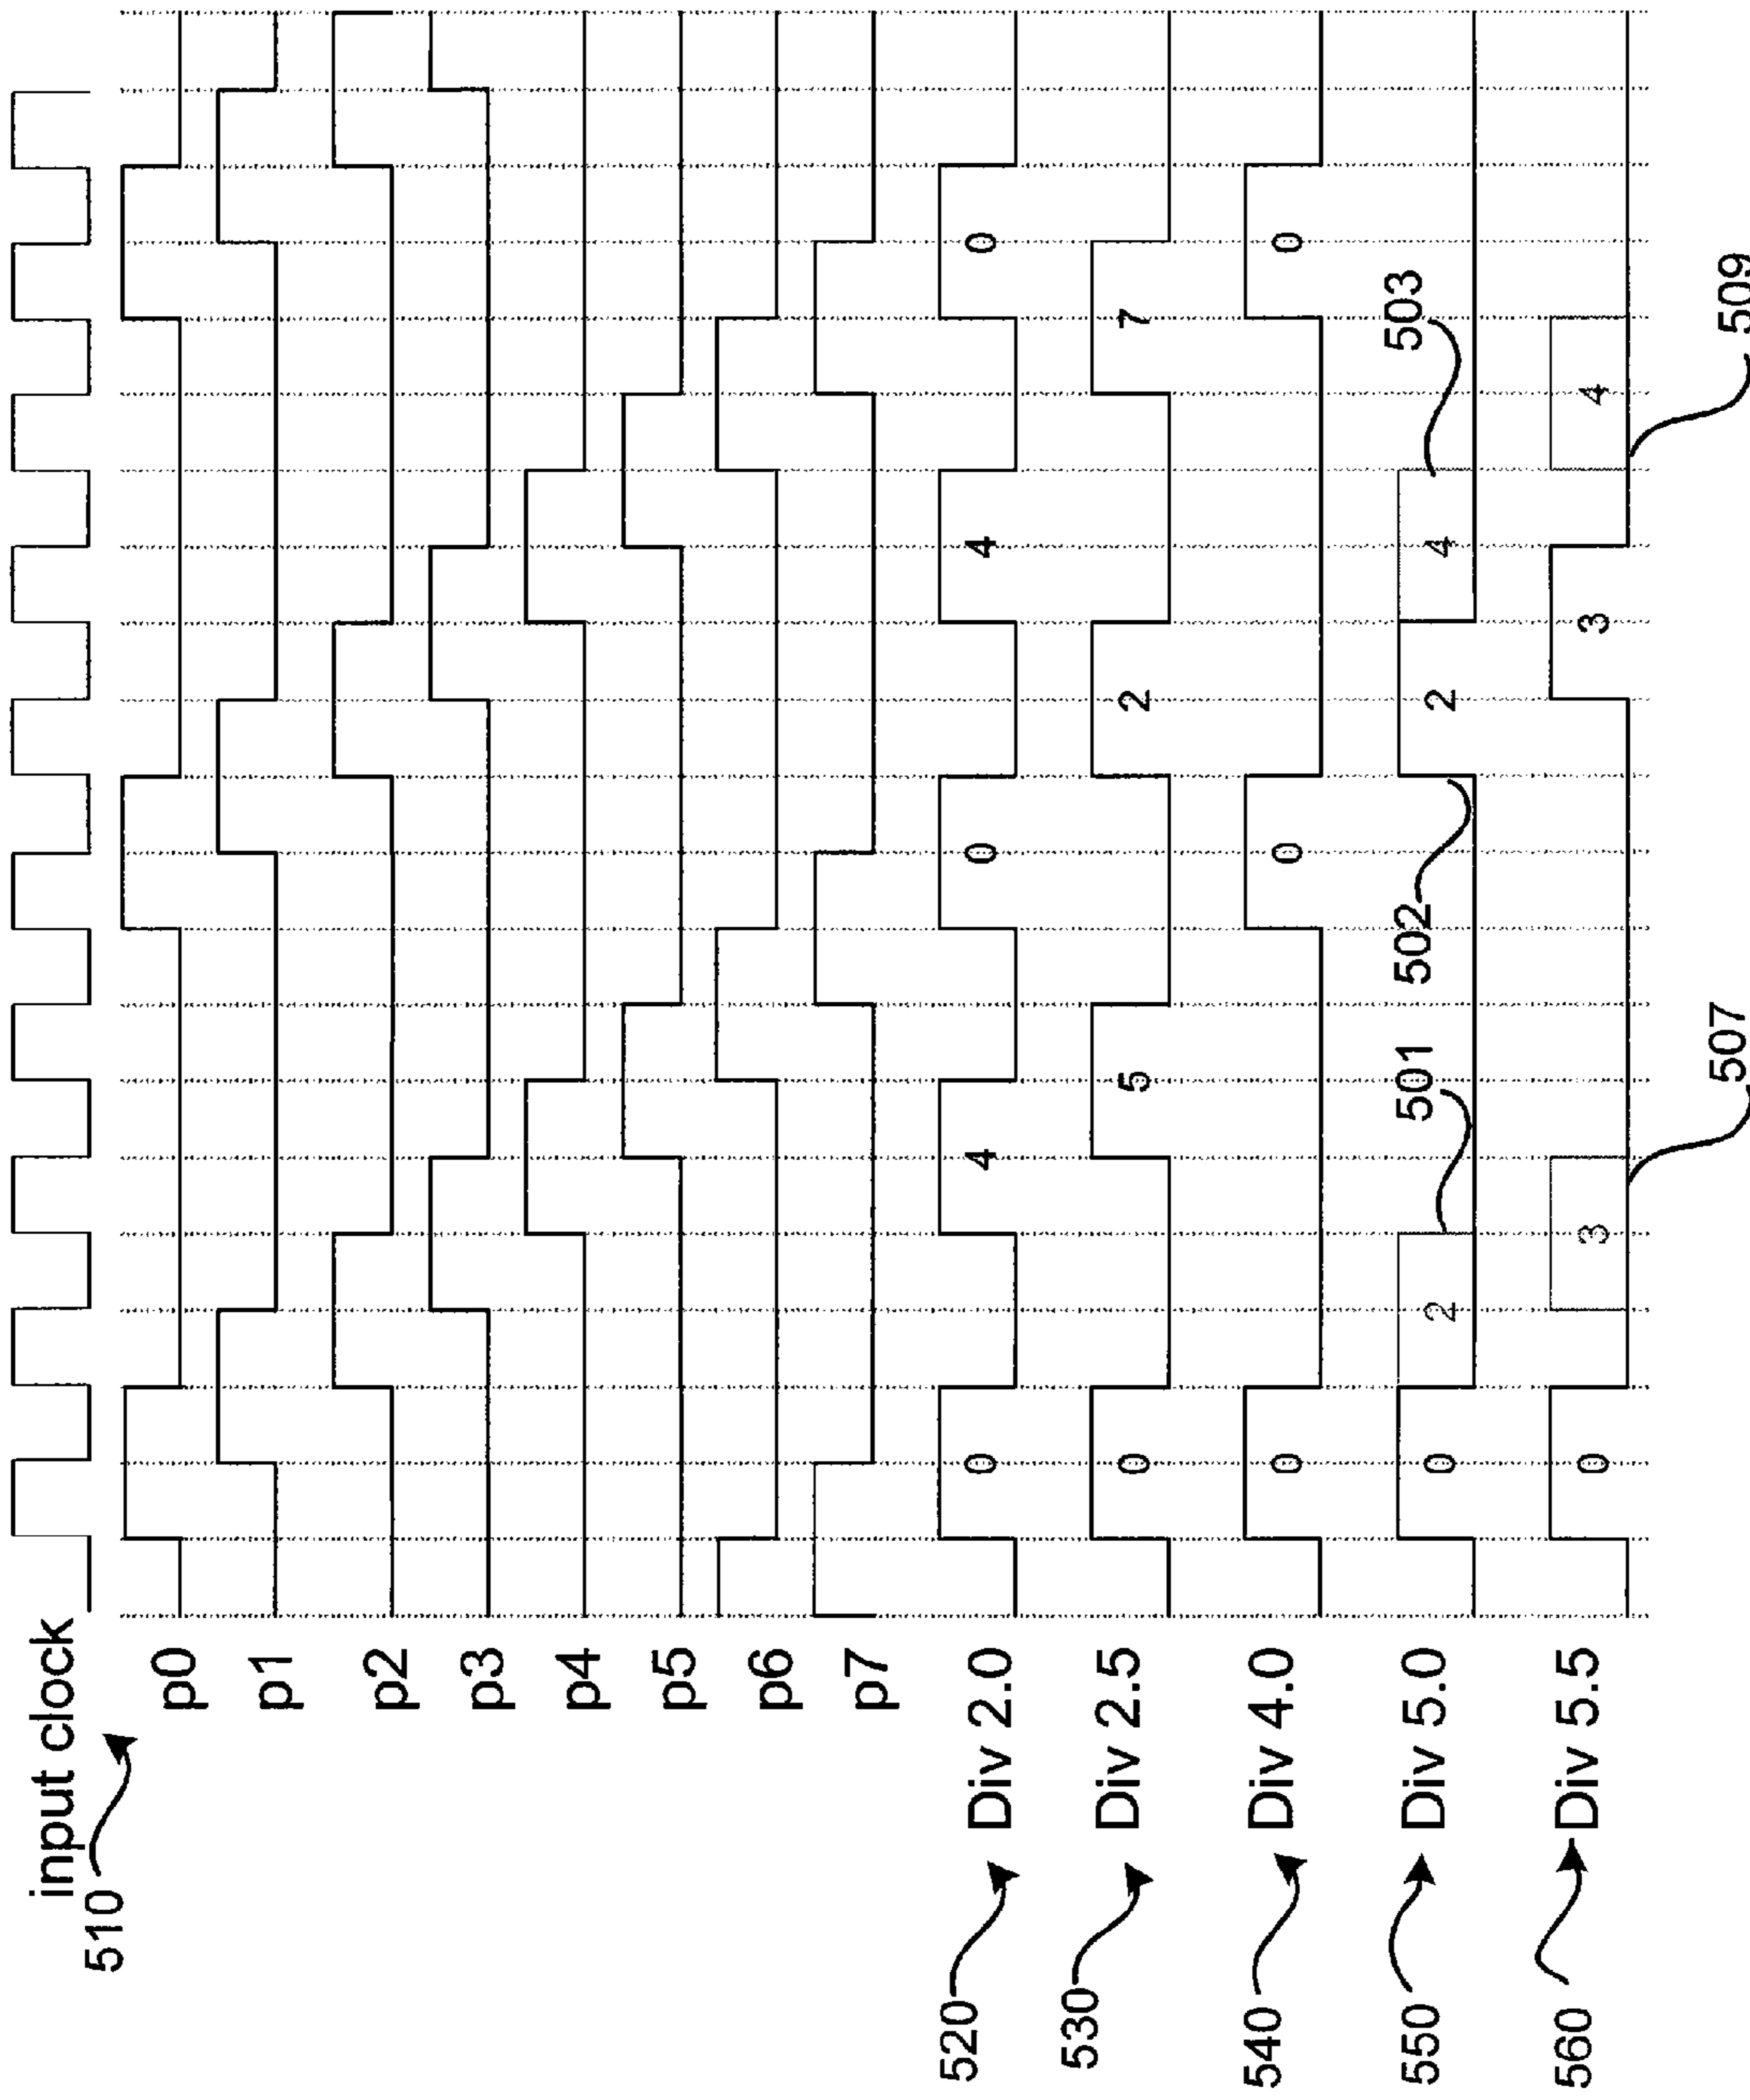 input clock
510
p0
p1
p2
p3
p4
p5
p6
p7
520 Div 2.0 0 4 0 4 0
530 Div 2.5 0 5 2 7
540 Div 4.0 0 0 0
550 Div 5.0 0 2 501 502 2 4 503
560 Div 5.5 0 3 3 4
507 509